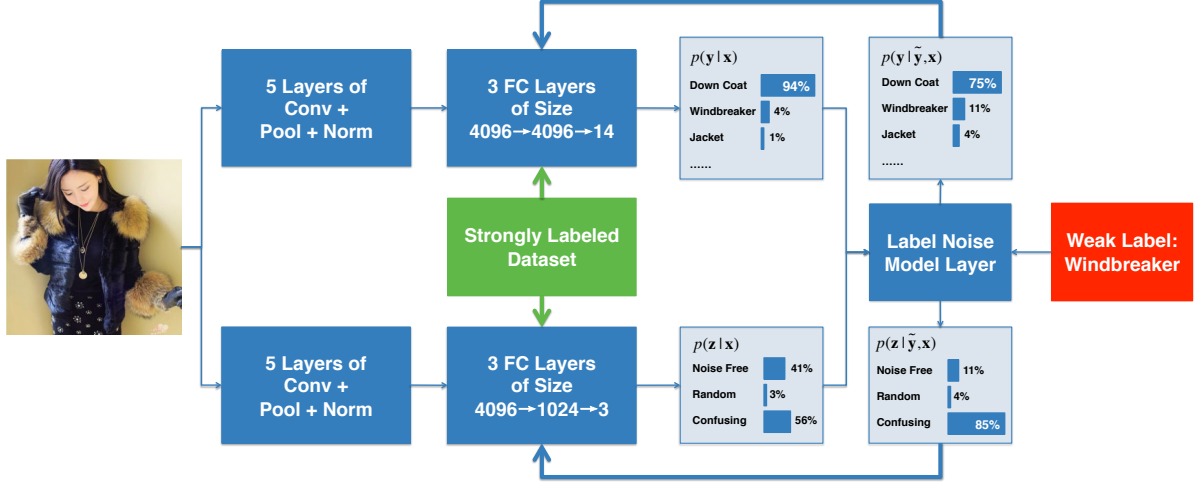 5 Layers of
Conv +
Pool + Norm
3 FC Layers
of Size
4096→4096→14
p(y|x)
Down Coat 94%
Windbreaker 4%
Jacket 1%
......
p(y|ỹ,x)
Down Coat 75%
Windbreaker 11%
Jacket 4%
......
Strongly Labeled
Dataset
Label Noise
Model Layer
Weak Label:
Windbreaker
5 Layers of
Conv +
Pool + Norm
3 FC Layers
of Size
4096→1024→3
p(z|x)
Noise Free 41%
Random 3%
Confusing 56%
p(z|ỹ,x)
Noise Free 11%
Random 4%
Confusing 85%